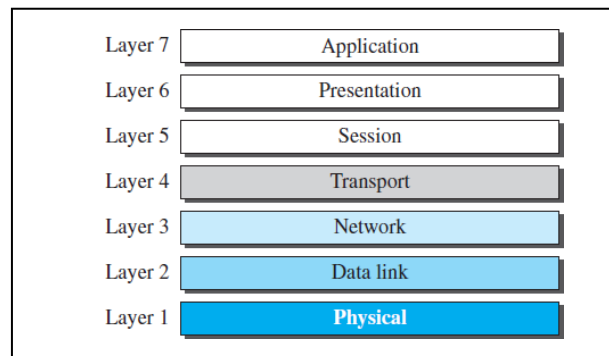 Layer 7 Application
Layer 6 Presentation
Layer 5 Session
Layer 4 Transport
Layer 3 Network
Layer 2 Data link
Layer 1 Physical